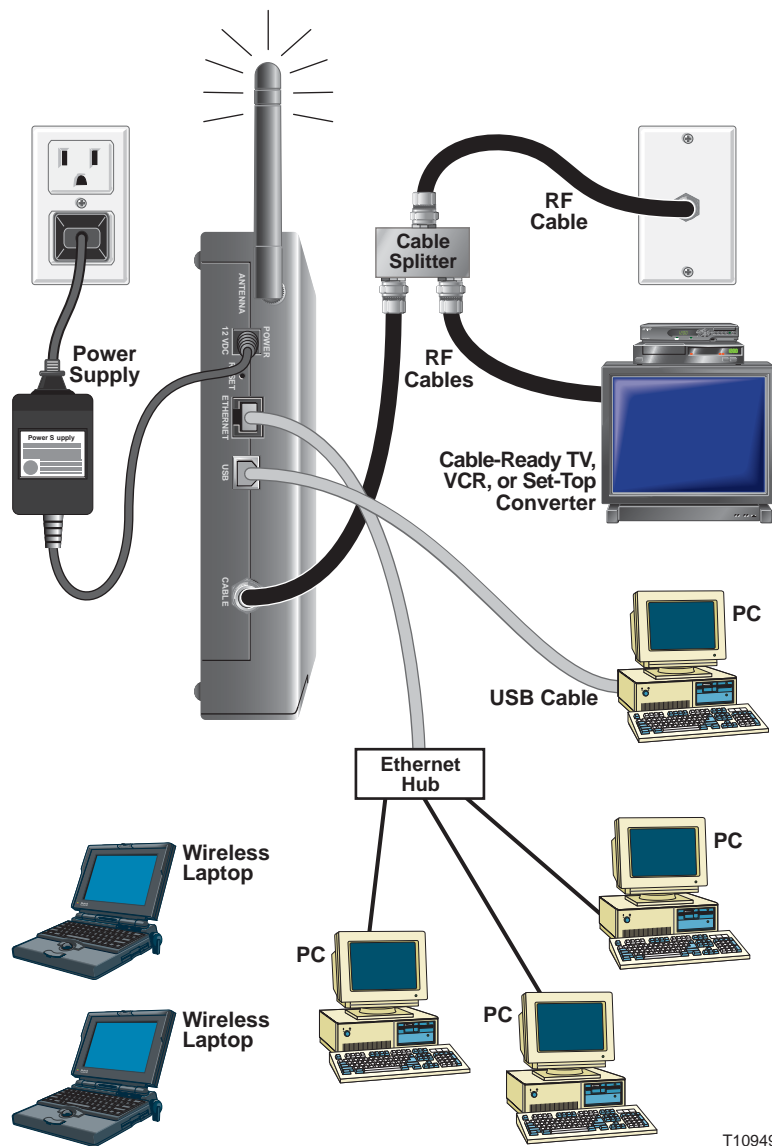 RF
Cable
Cable
Splitter
ANTENNA
POWER
12 VDC
Power
Supply
RF
Cables
ETHERNET
Power S upply
USB
Cable-Ready TV,
VCR, or Set-Top
Converter
CABLE
PC
USB Cable
Ethernet
Hub
PC
Wireless
Laptop
PC
Wireless
Laptop
PC
T10949